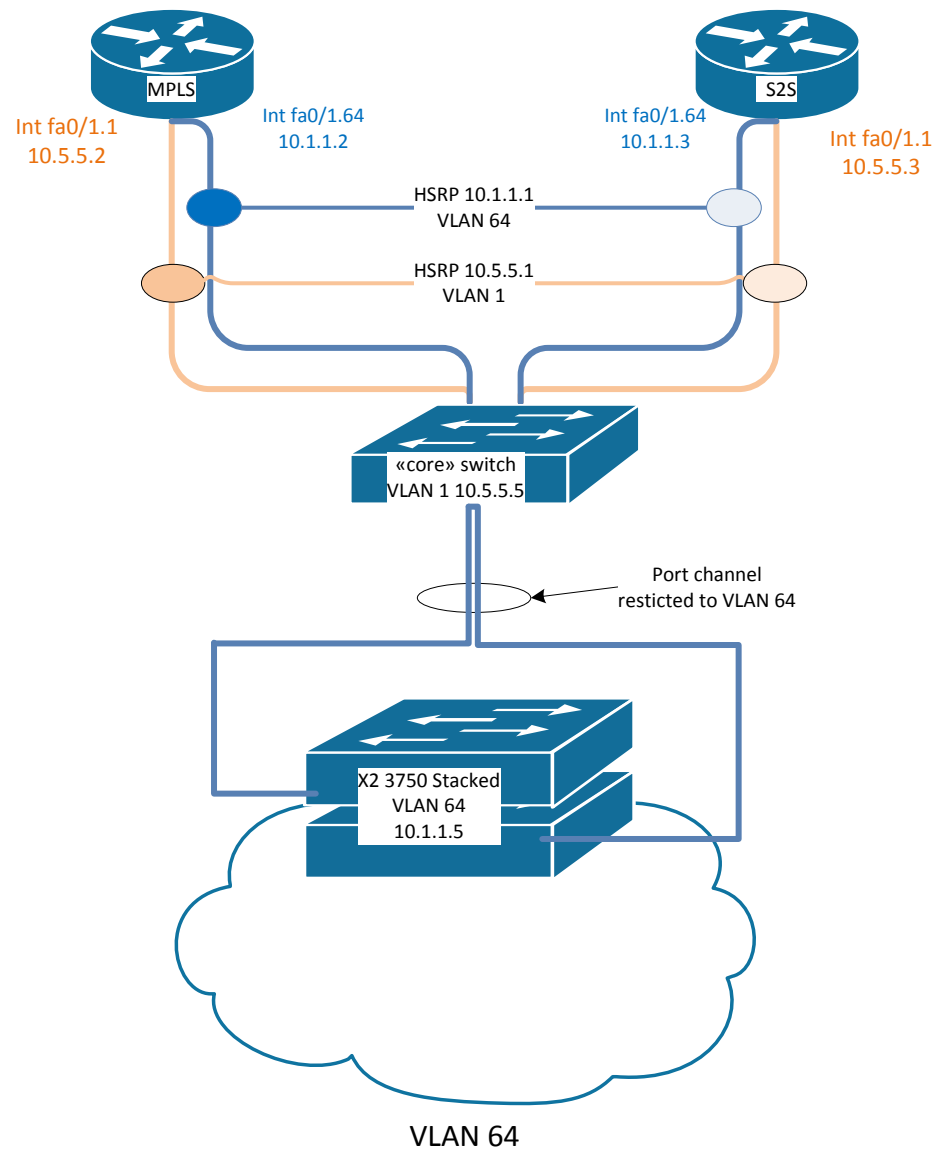 MPLS
S2S
Int fa0/1.1
10.5.5.2
Int fa0/1.64
10.1.1.2
Int fa0/1.64
10.1.1.3
Int fa0/1.1
10.5.5.3
HSRP 10.1.1.1
VLAN 64
HSRP 10.5.5.1
VLAN 1
«core» switch
VLAN 1 10.5.5.5
Port channel
resticted to VLAN 64
X2 3750 Stacked
VLAN 64
10.1.1.5
VLAN 64